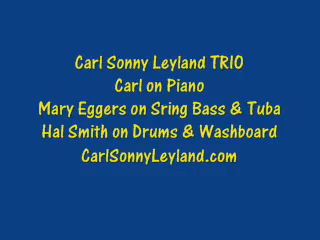 Carl Sonny Leyland TRIO
Carl on Piano
Mary Eggers on Sring Bass & Tuba
Hal Smith on Drums & Washboard
CarlSonnyLeyland.com